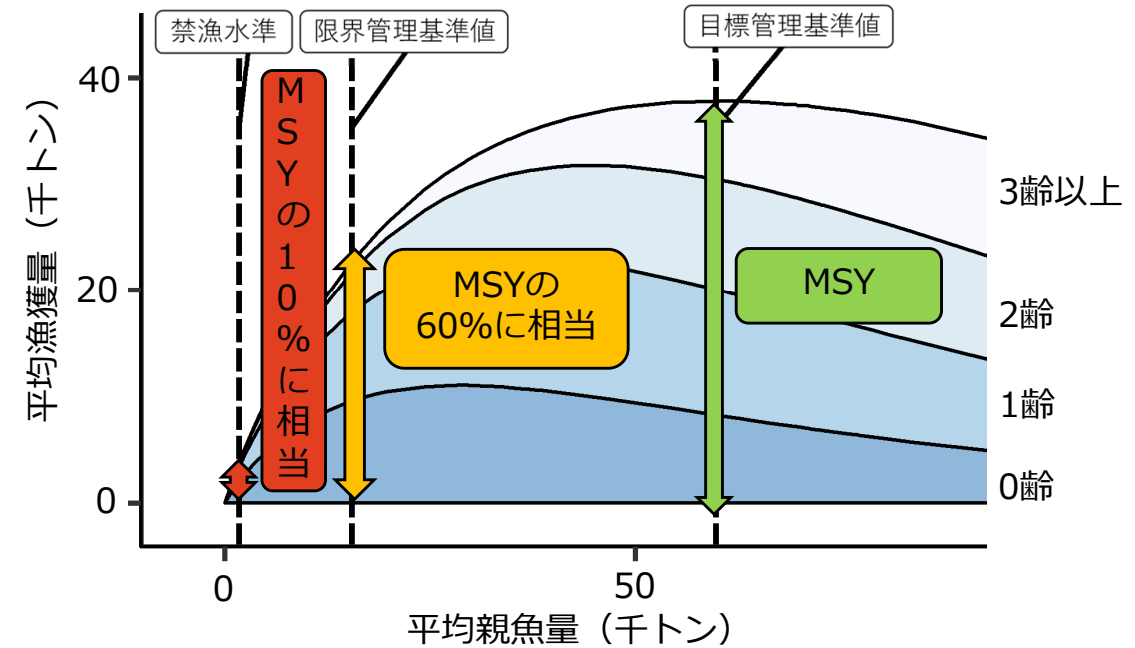 禁漁水準
限界管理基準値
目標管理基準値
MSYの10%に相当
MSYの
60%に相当
MSY
平均漁獲量（千トン）
40
20
0
3齢以上
2齢
1齢
0齢
0
50
平均親魚量（千トン）